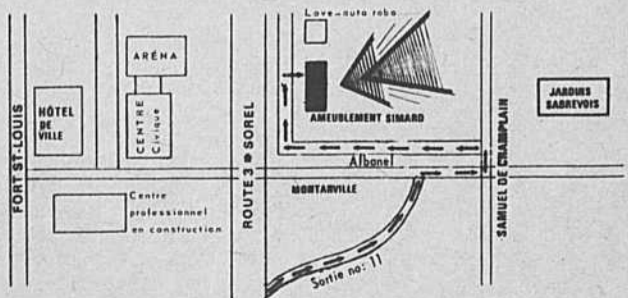 Lave-auto robo
ARÉNA
HÔTEL
DE
VILLE
CENTRE
Civique
AMEUBLEMENT SIMARD
JARDINS
SABREVOIS
Albanel
FORT ST-LOUIS
ROUTE 3 @ SOREL
MONTARVILLE
SAMUEL DE CHAMPLAIN
Centre
professionnel
en construction
Sortie no: 11